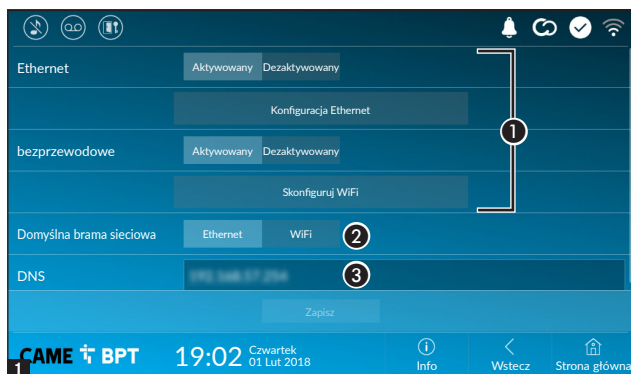 Ethernet
Aktywowany Dezaktywowany
Konfiguracja Ethernet
1
bezprzewodowe
Aktywowany Dezaktywowany
Skonfiguruj WiFi
Domyślna brama sieciowa
Ethernet WiFi 2
DNS
3
Zapisz
CAME BPT
19:02
Czwartek
01 Lut 2018
Info
Wstecz
Strona główna
1